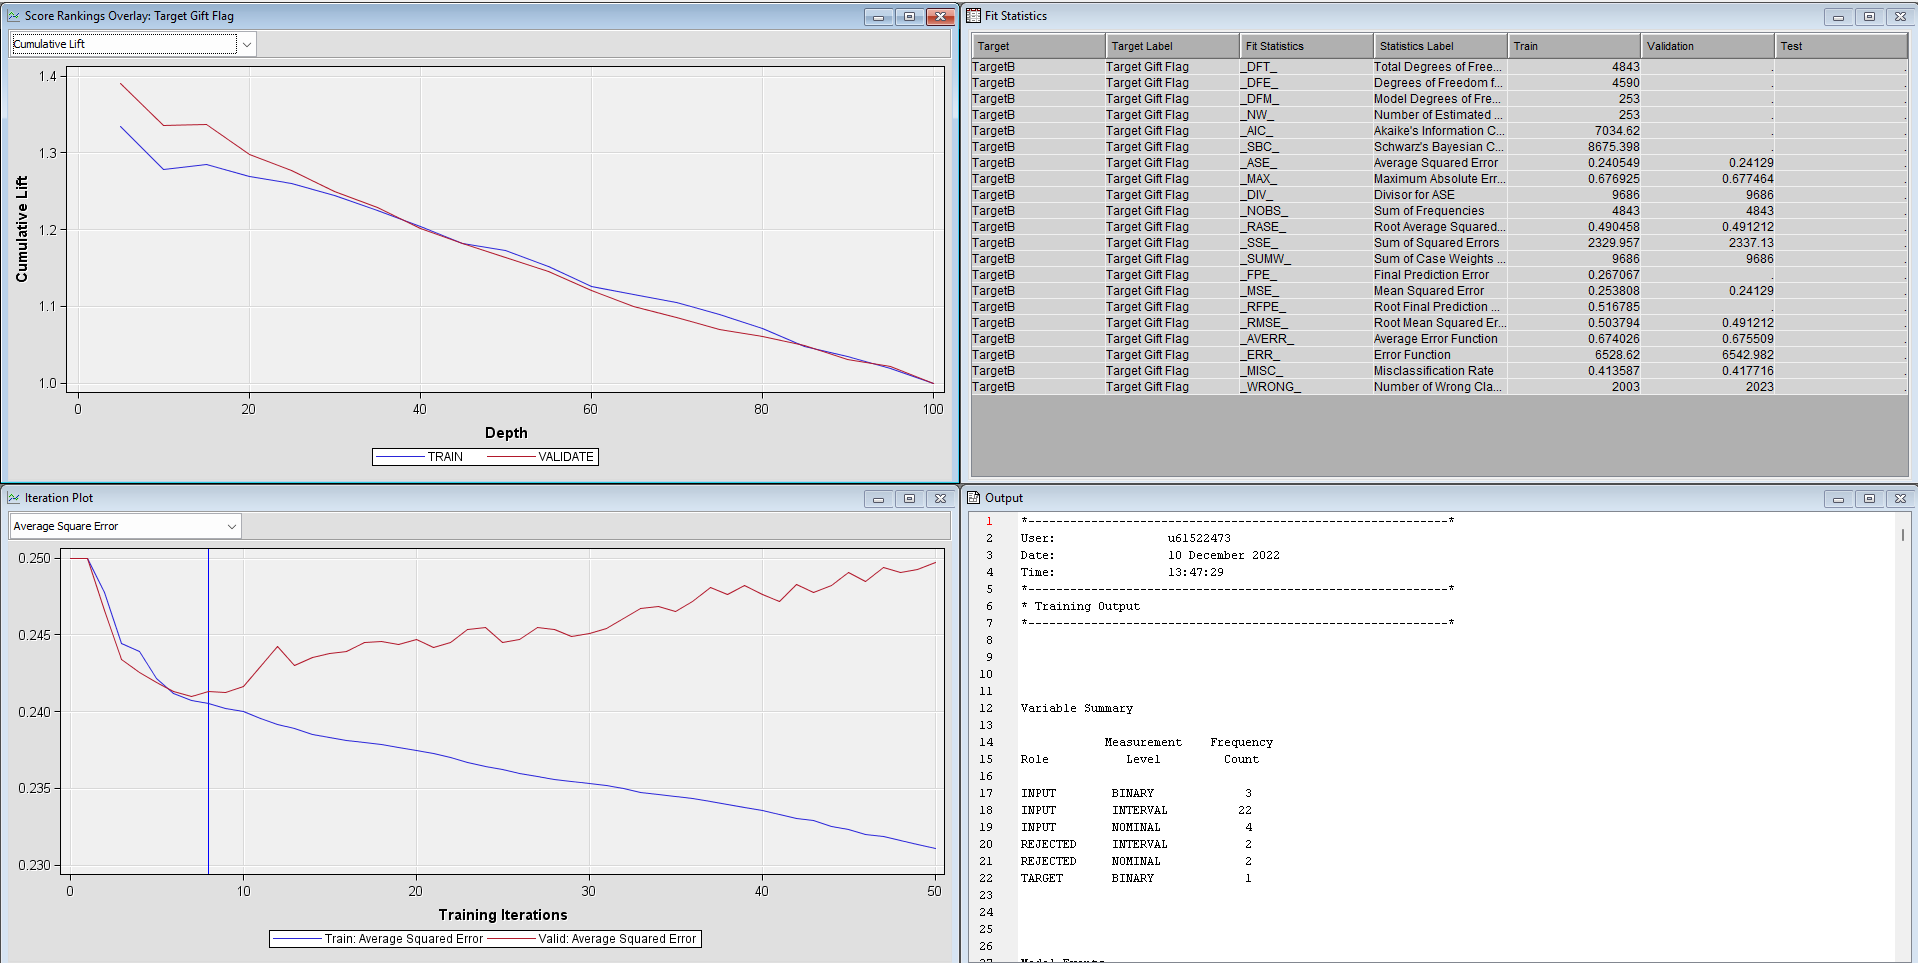 Score Rankings Overlay: Target Gift Flag
Cumulative Lift
1.4
1.3
1.2
1.1
1.0
Cumulative Lift
0 20 40 60 80 100
Depth
TRAIN VALIDATE
Fit Statistics
Target Target Label Fit Statistics Statistics Label Train Validation Test
TargetB Target Gift Flag _DFT_ Total Degrees of Free... 4843 . .
TargetB Target Gift Flag _DFE_ Degrees of Freedom f... 4590 . .
TargetB Target Gift Flag _DFM_ Model Degrees of Fre... 253 . .
TargetB Target Gift Flag _NW_ Number of Estimated ... 253 . .
TargetB Target Gift Flag _AIC_ Akaike's Information C... 7034.62 . .
TargetB Target Gift Flag _SBC_ Schwarz's Bayesian C... 8675.398 . .
TargetB Target Gift Flag _ASE_ Average Squared Error 0.240549 0.24129 .
TargetB Target Gift Flag _MAX_ Maximum Absolute Err... 0.676925 0.677464 .
TargetB Target Gift Flag _DIV_ Divisor for ASE 9686 9686 .
TargetB Target Gift Flag _NOBS_ Sum of Frequencies 4843 4843 .
TargetB Target Gift Flag _RASE_ Root Average Squared... 0.490458 0.491212 .
TargetB Target Gift Flag _SSE_ Sum of Squared Errors 2329.957 2337.13 .
TargetB Target Gift Flag _SUMW_ Sum of Case Weights ... 9686 9686 .
TargetB Target Gift Flag _FPE_ Final Prediction Error 0.267067 . .
TargetB Target Gift Flag _MSE_ Mean Squared Error 0.253808 0.24129 .
TargetB Target Gift Flag _RFPE_ Root Final Prediction ... 0.516785 . .
TargetB Target Gift Flag _RMSE_ Root Mean Squared Er... 0.503794 0.491212 .
TargetB Target Gift Flag _AVERR_ Average Error Function 0.674026 0.675509 .
TargetB Target Gift Flag _ERR_ Error Function 6528.62 6542.982 .
TargetB Target Gift Flag _MISC_ Misclassification Rate 0.413587 0.417716 .
TargetB Target Gift Flag _WRONG_ Number of Wrong Cla... 2003 2023 .
Iteration Plot
Average Square Error
0.250
0.245
0.240
0.235
0.230
0 10 20 30 40 50
Training Iterations
Train: Average Squared Error Valid: Average Squared Error
Output
1 *------------------------------------------------------------*
2 User: u61522473
3 Date: 10 December 2022
4 Time: 13:47:29
5 *------------------------------------------------------------*
6 * Training Output
7 *------------------------------------------------------------*
8
9
10
11
12 Variable Summary
13
14 Measurement Frequency
15 Role Level Count
16
17 INPUT BINARY 3
18 INPUT INTERVAL 22
19 INPUT NOMINAL 4
20 REJECTED INTERVAL 2
21 REJECTED NOMINAL 2
22 TARGET BINARY 1
23
24
25
26
27 Model Events